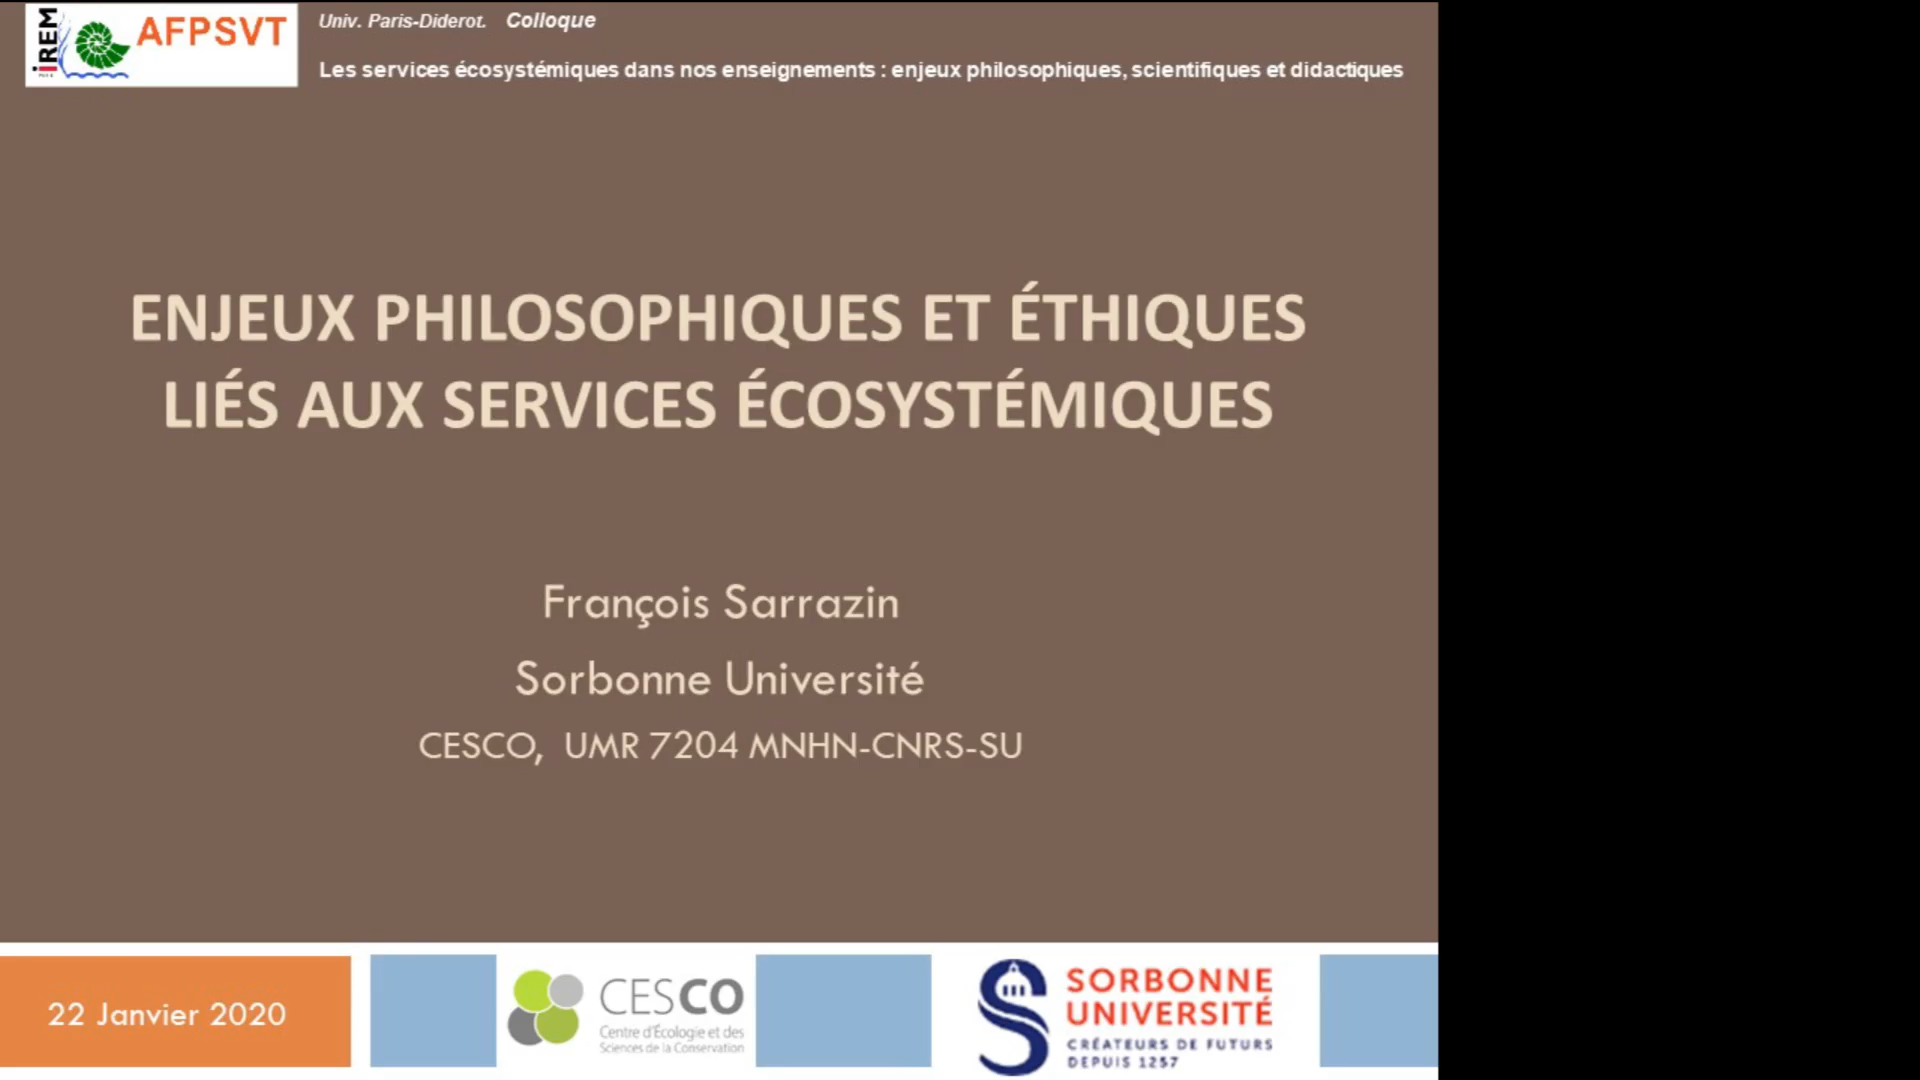 iREM
PARIS
AFPSVT
Univ. Paris-Diderot. Colloque
Les services écosystémiques dans nos enseignements : enjeux philosophiques, scientifiques et didactiques
ENJEUX PHILOSOPHIQUES ET ÉTHIQUES
LIÉS AUX SERVICES ÉCOSYSTÉMIQUES
François Sarrazin
Sorbonne Université
CESCO, UMR 7204 MNHN-CNRS-SU
22 Janvier 2020
CESCO
Centre d'Écologie et des
Sciences de la Conservation
SORBONNE
UNIVERSITÉ
CRÉATEURS DE FUTURS
DEPUIS 1257